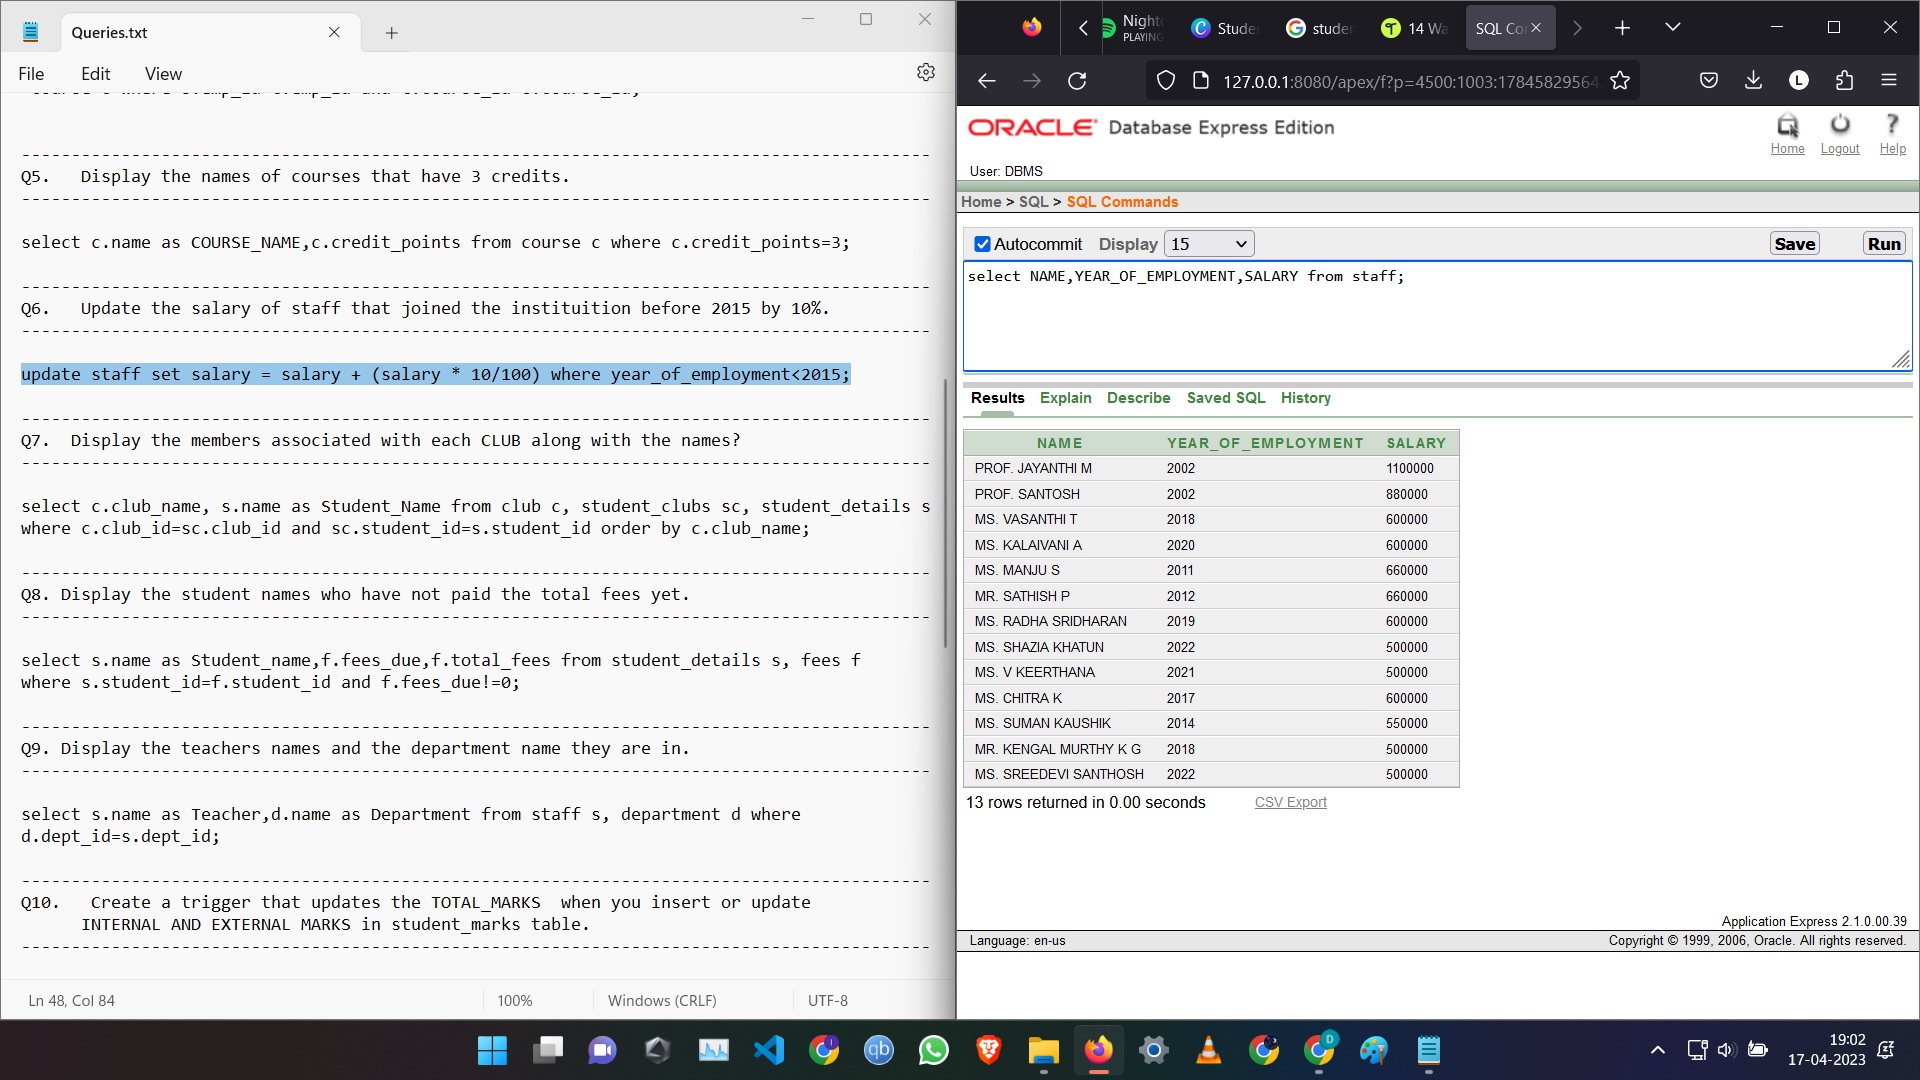 Queries.txt
File Edit View
Q5. Display the names of courses that have 3 credits.
select c.name as COURSE_NAME,c.credit_points from course c where c.credit_points=3;
Q6. Update the salary of staff that joined the instituition before 2015 by 10%.
update staff set salary = salary + (salary * 10/100) where year_of_employment<2015;
Q7. Display the members associated with each CLUB along with the names?
select c.club_name, s.name as Student_Name from club c, student_clubs sc, student_details s
where c.club_id=sc.club_id and sc.student_id=s.student_id order by c.club_name;
Q8. Display the student names who have not paid the total fees yet.
select s.name as Student_name,f.fees_due,f.total_fees from student_details s, fees f
where s.student_id=f.student_id and f.fees_due!=0;
Q9. Display the teachers names and the department name they are in.
select s.name as Teacher,d.name as Department from staff s, department d where
d.dept_id=s.dept_id;
Q10. Create a trigger that updates the TOTAL_MARKS when you insert or update
INTERNAL AND EXTERNAL MARKS in student_marks table.
Ln 48, Col 84 100% Windows (CRLF) UTF-8
Night
PLAYING
Stude
stude
14 Wa
SQL Co
127.0.0.1:8080/apex/f?p=4500:1003:1784582956
ORACLE Database Express Edition
Home Logout Help
User: DBMS
Home > SQL > SQL Commands
Autocommit Display 15 Save Run
select NAME,YEAR_OF_EMPLOYMENT,SALARY from staff;
Results Explain Describe Saved SQL History
NAME YEAR_OF_EMPLOYMENT SALARY
PROF. JAYANTHI M 2002 1100000
PROF. SANTOSH 2002 880000
MS. VASANTHI T 2018 600000
MS. KALAIVANI A 2020 600000
MS. MANJU S 2011 660000
MR. SATHISH P 2012 660000
MS. RADHA SRIDHARAN 2019 600000
MS. SHAZIA KHATUN 2022 500000
MS. V KEERTHANA 2021 500000
MS. CHITRA K 2017 600000
MS. SUMAN KAUSHIK 2014 550000
MR. KENGAL MURTHY K G 2018 500000
MS. SREEDEVI SANTHOSH 2022 500000
13 rows returned in 0.00 seconds CSV Export
Application Express 2.1.0.00.39
Language: en-us Copyright © 1999, 2006, Oracle. All rights reserved.
19:02
17-04-2023